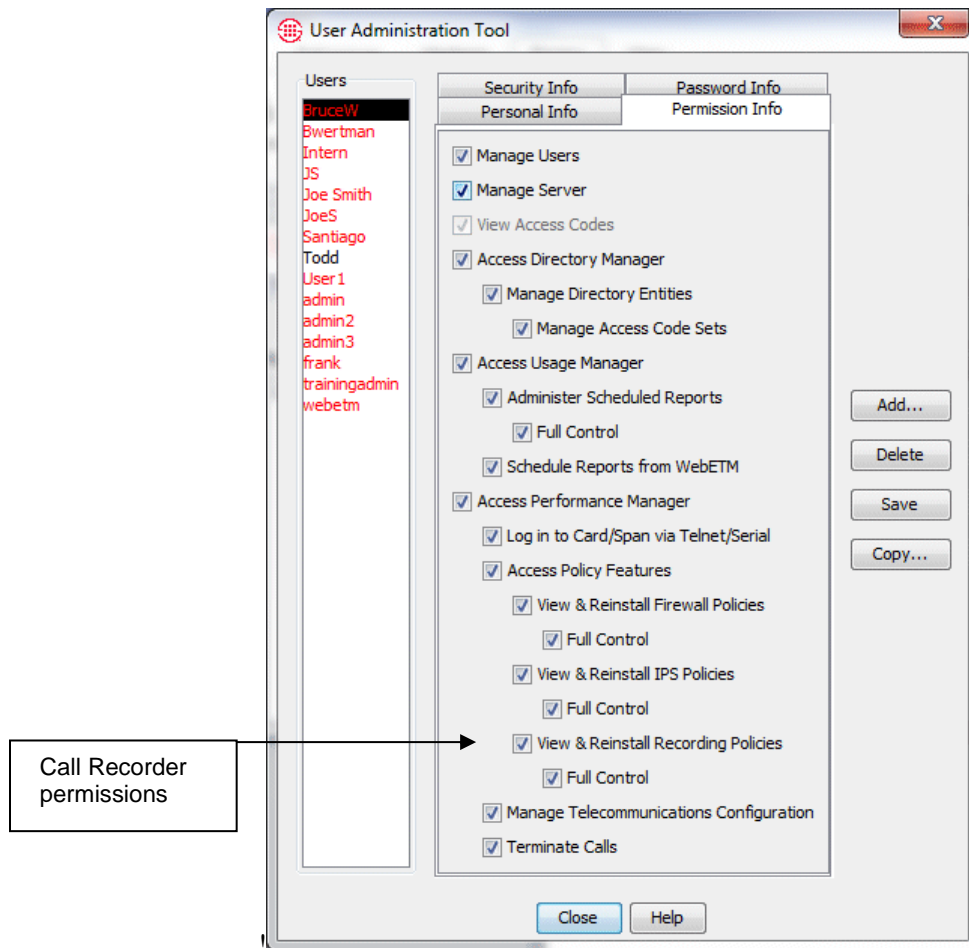 User Administration Tool
Users
BruceW
Bwertman
Intern
JS
Joe Smith
JoeS
Santiago
Todd
User1
admin
admin2
admin3
frank
trainingadmin
webetm
Security Info
Password Info
Personal Info
Permission Info
Manage Users
Manage Server
View Access Codes
Access Directory Manager
Manage Directory Entities
Manage Access Code Sets
Access Usage Manager
Administer Scheduled Reports
Full Control
Schedule Reports from WebETM
Access Performance Manager
Log in to Card/Span via Telnet/Serial
Access Policy Features
View & Reinstall Firewall Policies
Full Control
View & Reinstall IPS Policies
Full Control
View & Reinstall Recording Policies
Full Control
Manage Telecommunications Configuration
Terminate Calls
Add...
Delete
Save
Copy...
Call Recorder
permissions
Close
Help